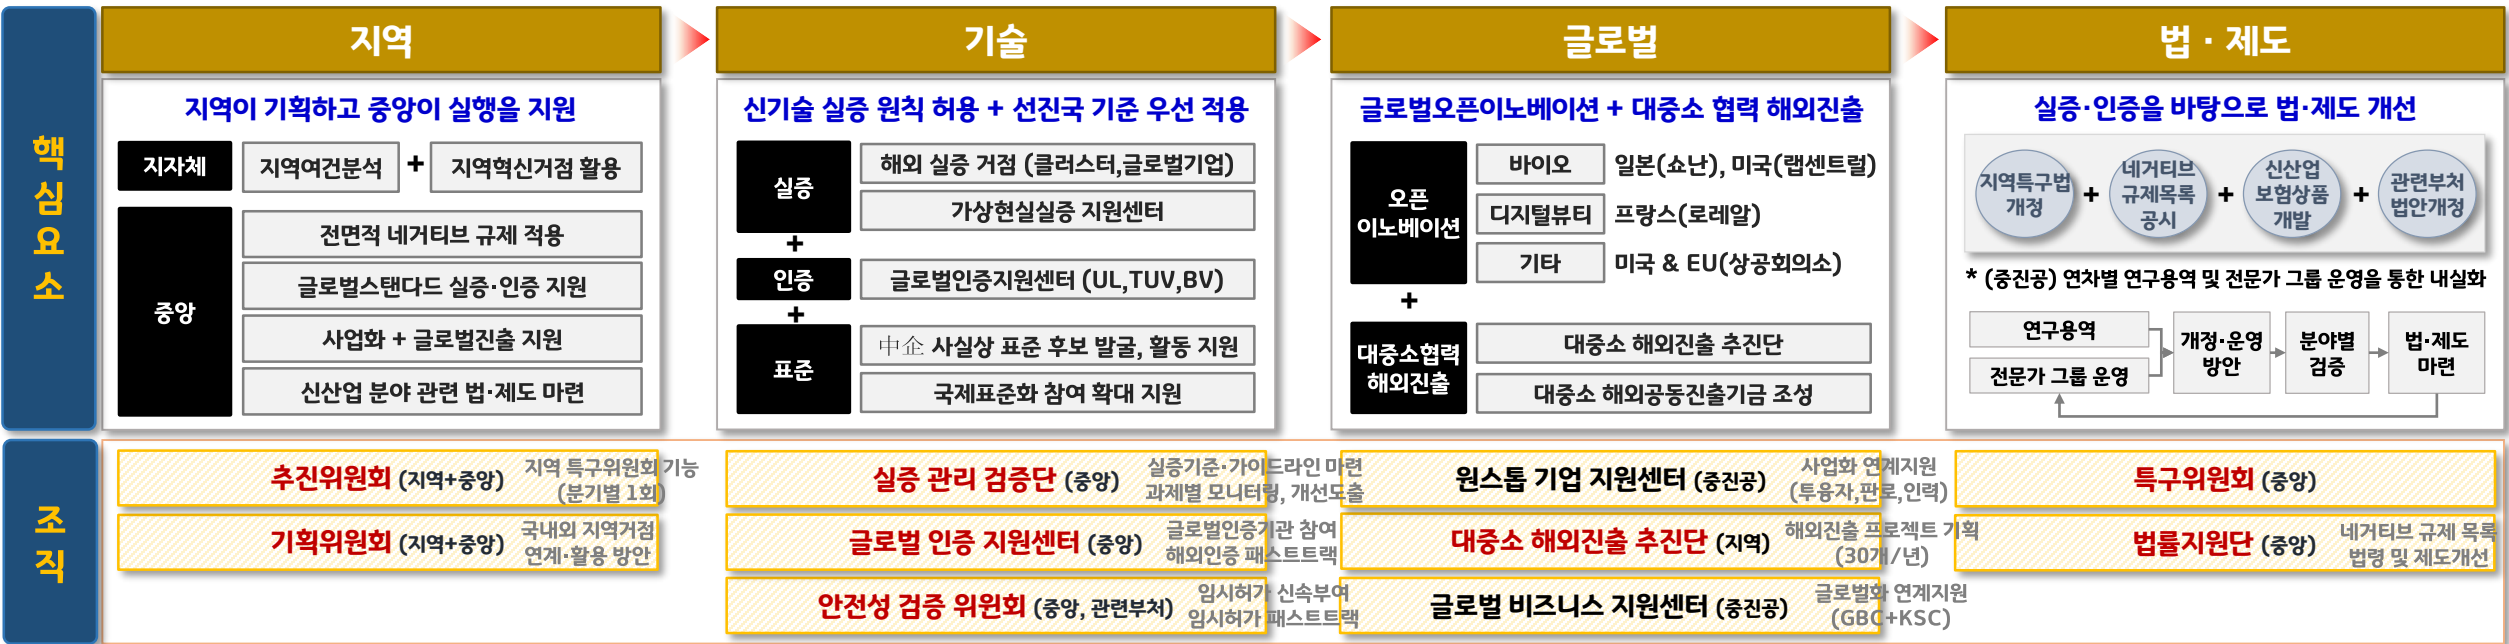 핵심요소
지역
지역이 기획하고 중앙이 실행을 지원
지자체
지역여건분석
+
지역혁신거점 활용
중앙
전면적 네거티브 규제 적용
글로벌스탠다드 실증·인증 지원
사업화 + 글로벌진출 지원
신산업 분야 관련 법·제도 마련
기술
신기술 실증 원칙 허용 + 선진국 기준 우선 적용
실증
해외 실증 거점 (클러스터,글로벌기업)
가상현실실증 지원센터
+
인증
글로벌인증지원센터 (UL,TUV,BV)
+
표준
中企 사실상 표준 후보 발굴, 활동 지원
국제표준화 참여 확대 지원
글로벌
글로벌오픈이노베이션 + 대중소 협력 해외진출
오픈
이노베이션
바이오
일본(쇼난), 미국(랩센트럴)
디지털뷰티
프랑스(로레알)
기타
미국 & EU(상공회의소)
+
대중소협력
해외진출
대중소 해외진출 추진단
대중소 해외공동진출기금 조성
법 · 제도
실증·인증을 바탕으로 법·제도 개선
지역특구법
개정
+
네거티브
규제목록
공시
+
신산업
보험상품
개발
+
관련부처
법안개정
* (중진공) 연차별 연구용역 및 전문가 그룹 운영을 통한 내실화
연구용역
전문가 그룹 운영
개정·운영
방안
분야별
검증
법·제도
마련
조직
추진위원회 (지역+중앙)
지역 특구위원회 기능
(분기별 1회)
기획위원회 (지역+중앙)
국내외 지역거점
연계·활용 방안
실증 관리 검증단 (중앙)
실증기준·가이드라인 마련
과제별 모니터링, 개선도출
글로벌 인증 지원센터 (중앙)
글로벌인증기관 참여
해외인증 패스트트랙
안전성 검증 위윈회 (중앙, 관련부처)
임시허가 신속부여
임시허가 패스트트랙
원스톱 기업 지원센터 (중진공)
사업화 연계지원
(투융자,판로,인력)
대중소 해외진출 추진단 (지역)
해외진출 프로젝트 기획
(30개/년)
글로벌 비즈니스 지원센터 (중진공)
글로벌화 연계지원
(GBC+KSC)
특구위원회 (중앙)
법률지원단 (중앙)
네거티브 규제 목록
법령 및 제도개선